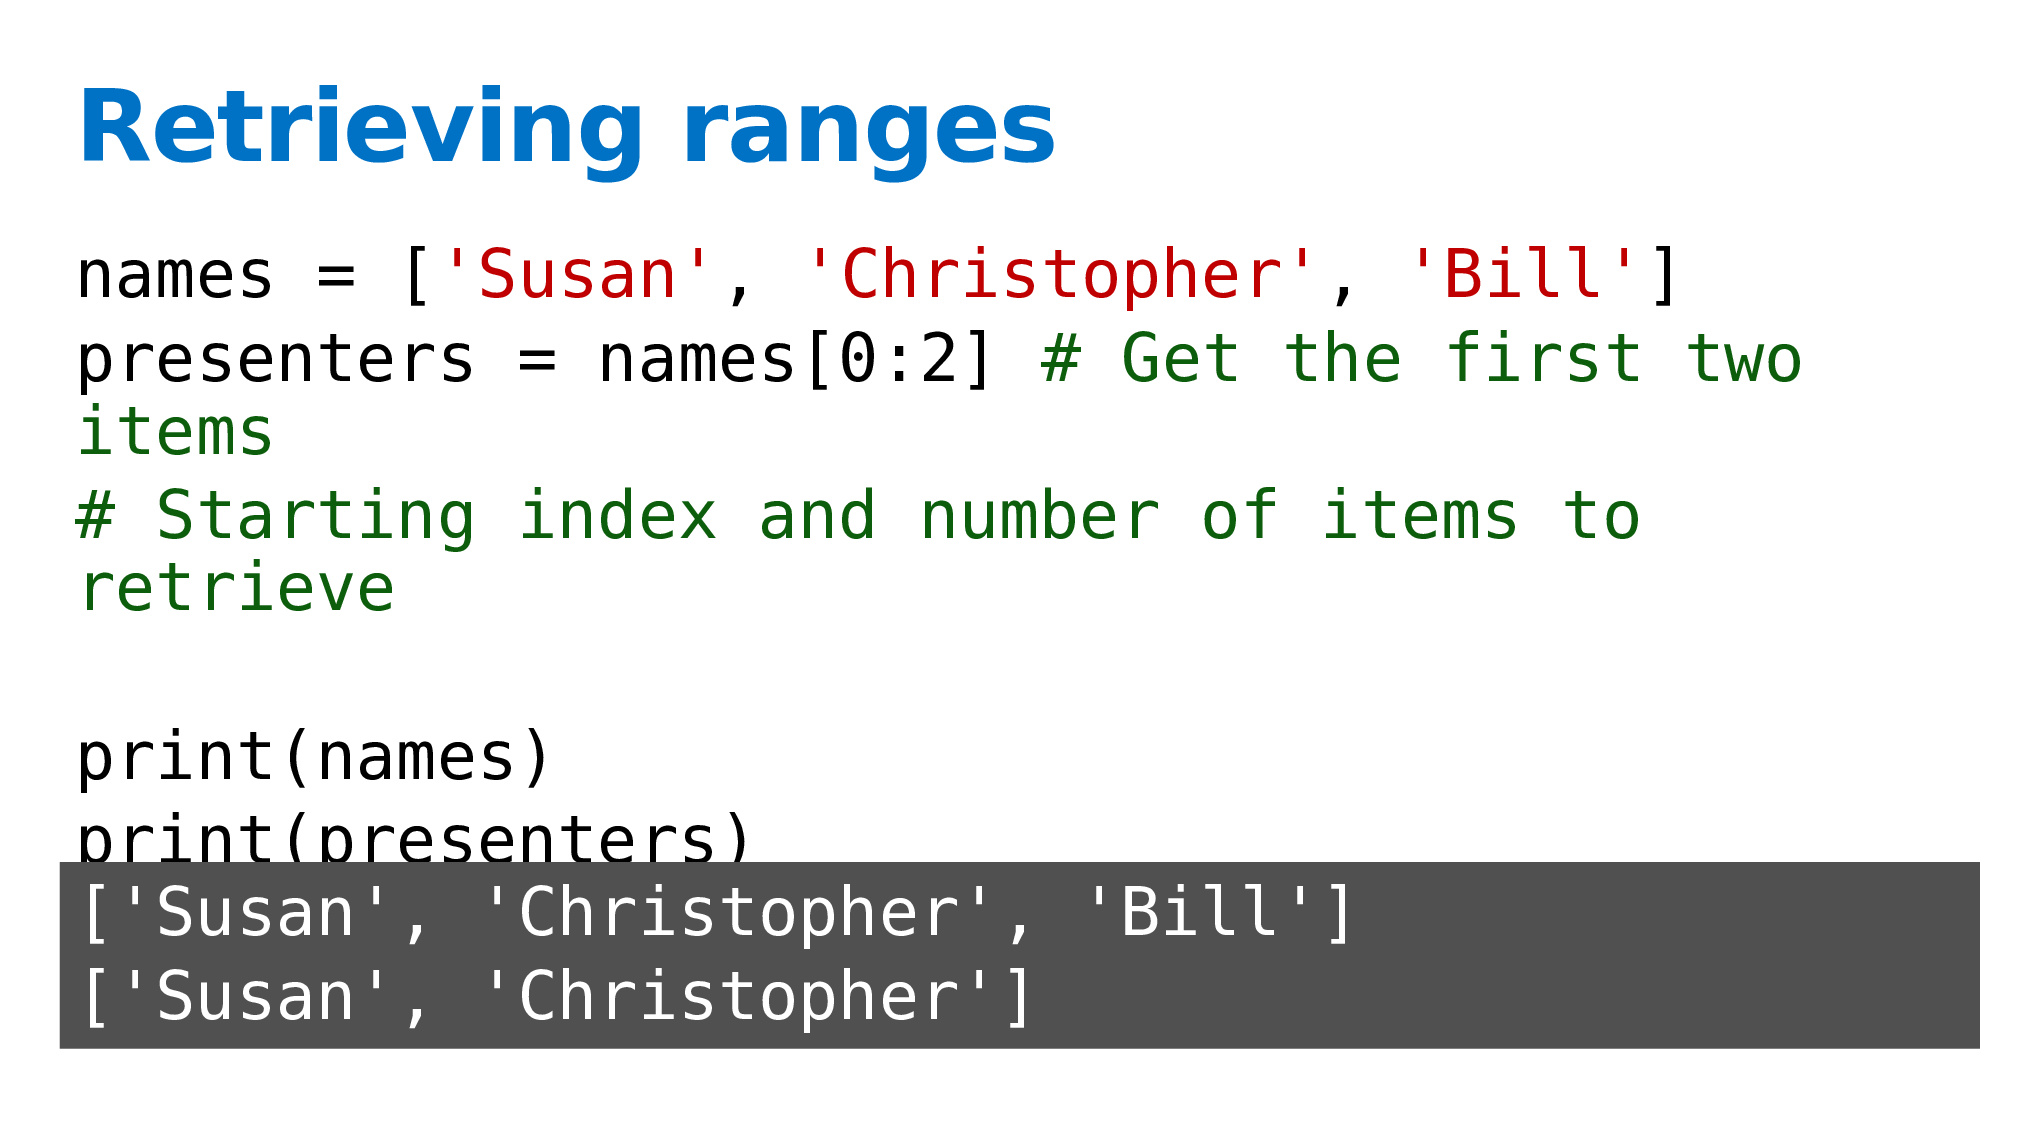 Retrieving ranges
names = ['Susan', 'Christopher', 'Bill']
presenters = names[0:2] # Get the first two
items
# Starting index and number of items to
retrieve
print(names)
print(presenters)
['Susan', 'Christopher', 'Bill']
['Susan', 'Christopher']